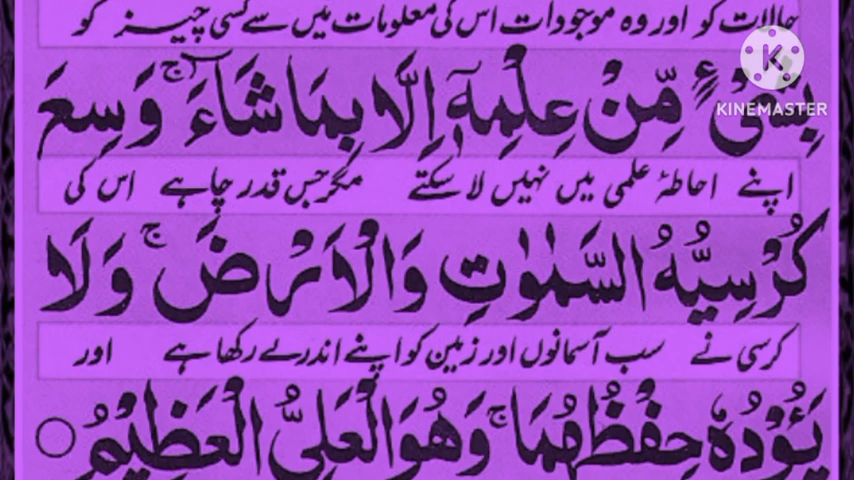 حالات کو اور وہ موجودات اس کی معلومات میں سے کسی چیز کو
بِشَیْءٍ مِّنْ عِلْمِهٖۤ اِلَّا بِمَا شَآءَ ۚ وَسِعَ
اپنے احاطۂ علمی میں نہیں لا سکتے مگر جس قدر چاہے اس کی
كُرْسِیُّهُ السَّمٰوٰتِ وَالْاَرْضَ ۚ وَلَا
کرسی نے سب آسمانوں اور زمین کو اپنے اندر لے رکھا ہے اور
یَـُٔوْدُهٗ حِفْظُهُمَا ۚ وَهُوَ الْعَلِیُّ الْعَظِیْمُ
KINEMASTER